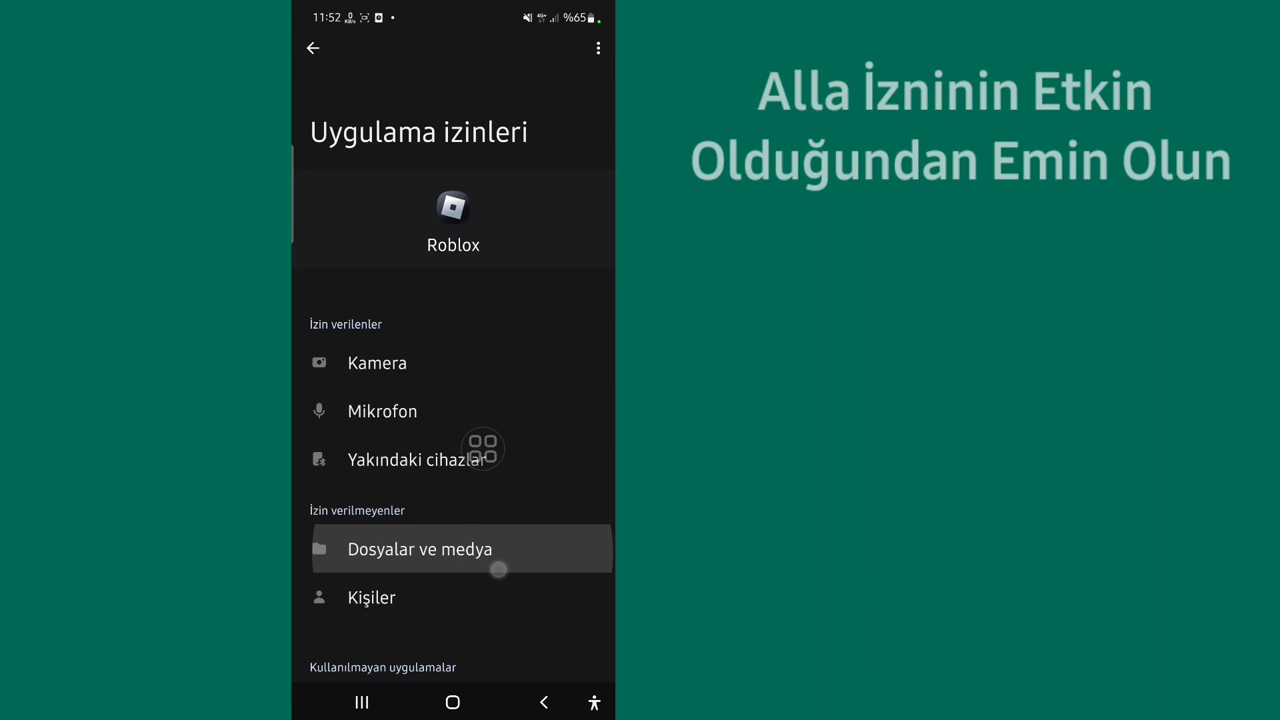 11:52
%65
Alla İzninin Etkin
Olduğundan Emin Olun
Uygulama izinleri
Roblox
İzin verilenler
Kamera
Mikrofon
Yakındaki cihazlar
İzin verilmeyenler
Dosyalar ve medya
Kişiler
Kullanılmayan uygulamalar